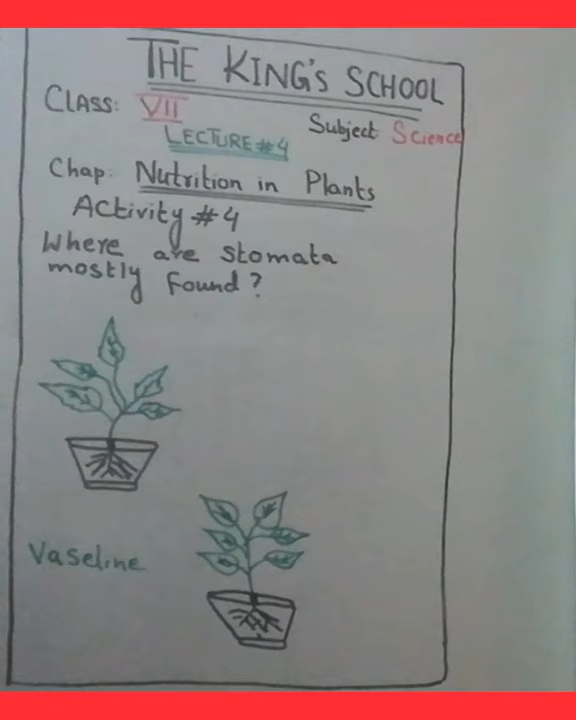 THE KING'S SCHOOL
CLASS: VII
Subject Science
LECTURE #4
Chap: Nutrition in Plants
Activity #4
Where are stomata
mostly found?
Vaseline